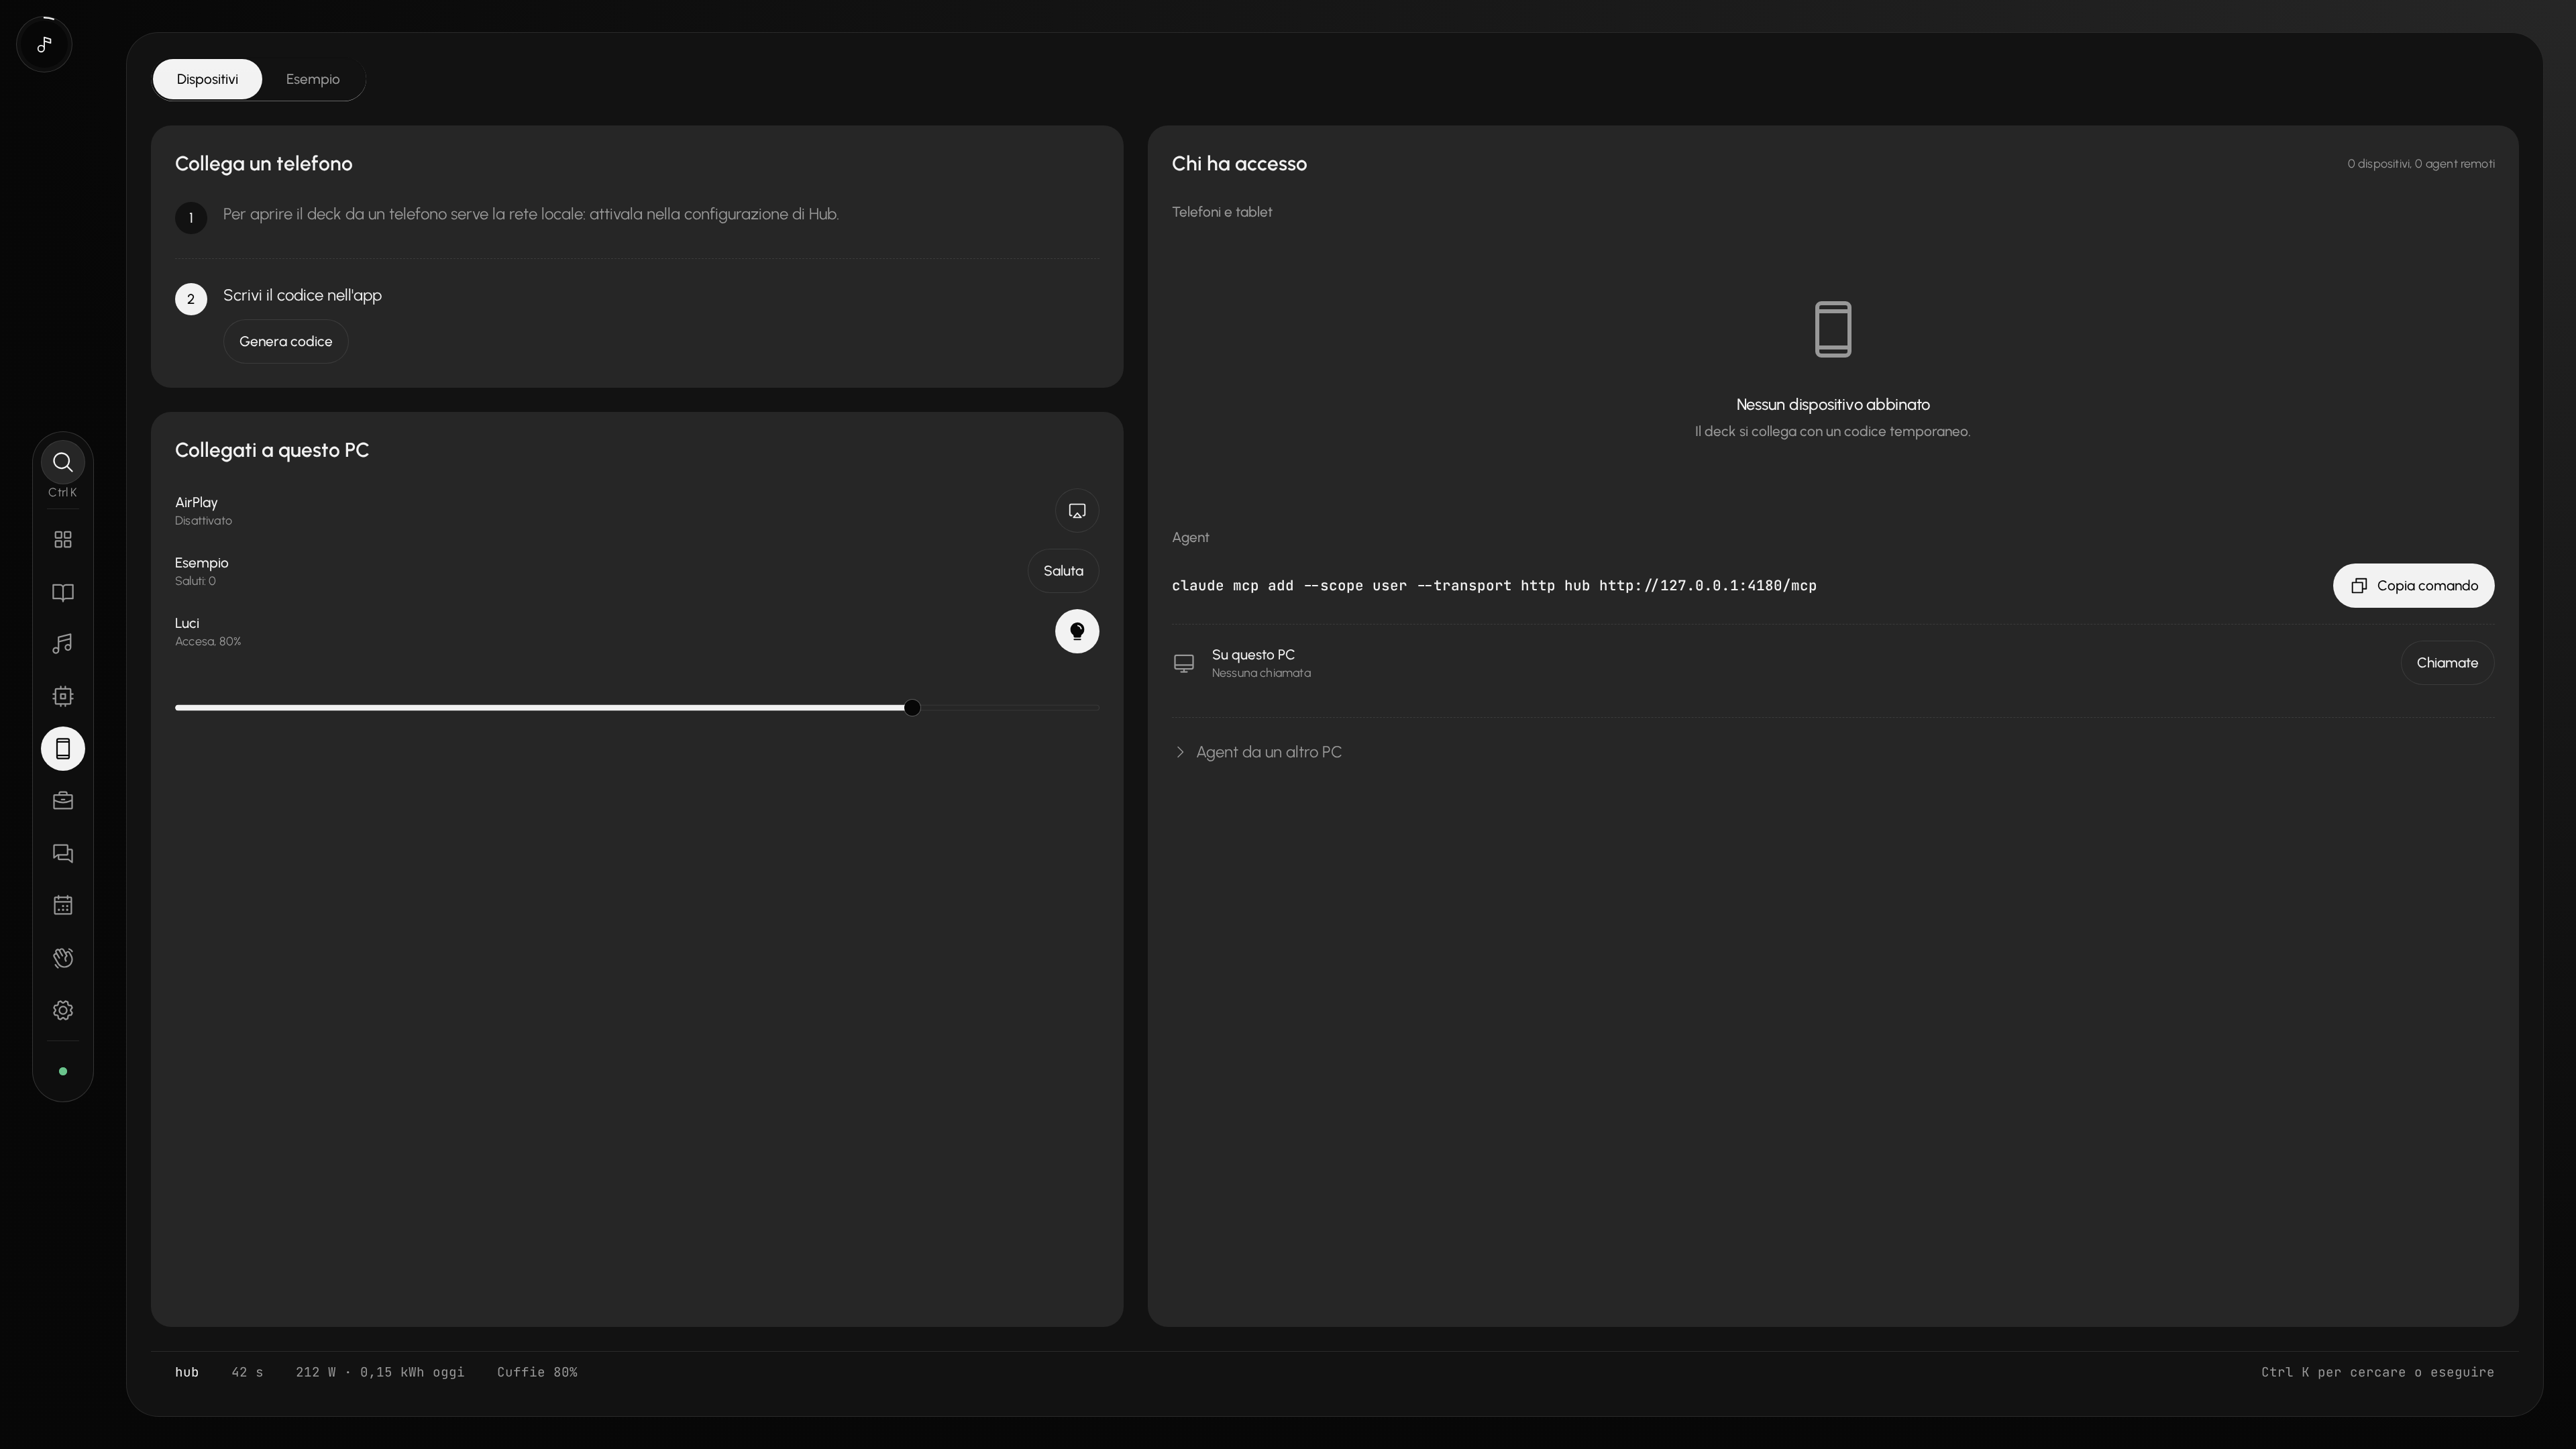 Dispositivi
Esempio
Collega un telefono
1
Per aprire il deck da un telefono serve la rete locale: attivala nella configurazione di Hub.
2
Scrivi il codice nell'app
Genera codice
Collegati a questo PC
AirPlay
Disattivato
Esempio
Saluti: 0
Saluta
Luci
Accesa, 80%
Chi ha accesso
0 dispositivi, 0 agent remoti
Telefoni e tablet
Nessun dispositivo abbinato
Il deck si collega con un codice temporaneo.
Agent
claude mcp add --scope user --transport http hub http://127.0.0.1:4180/mcp
Copia comando
Su questo PC
Nessuna chiamata
Chiamate
Agent da un altro PC
Ctrl K
hub
42 s
212 W · 0,15 kWh oggi
Cuffie 80%
Ctrl K per cercare o eseguire